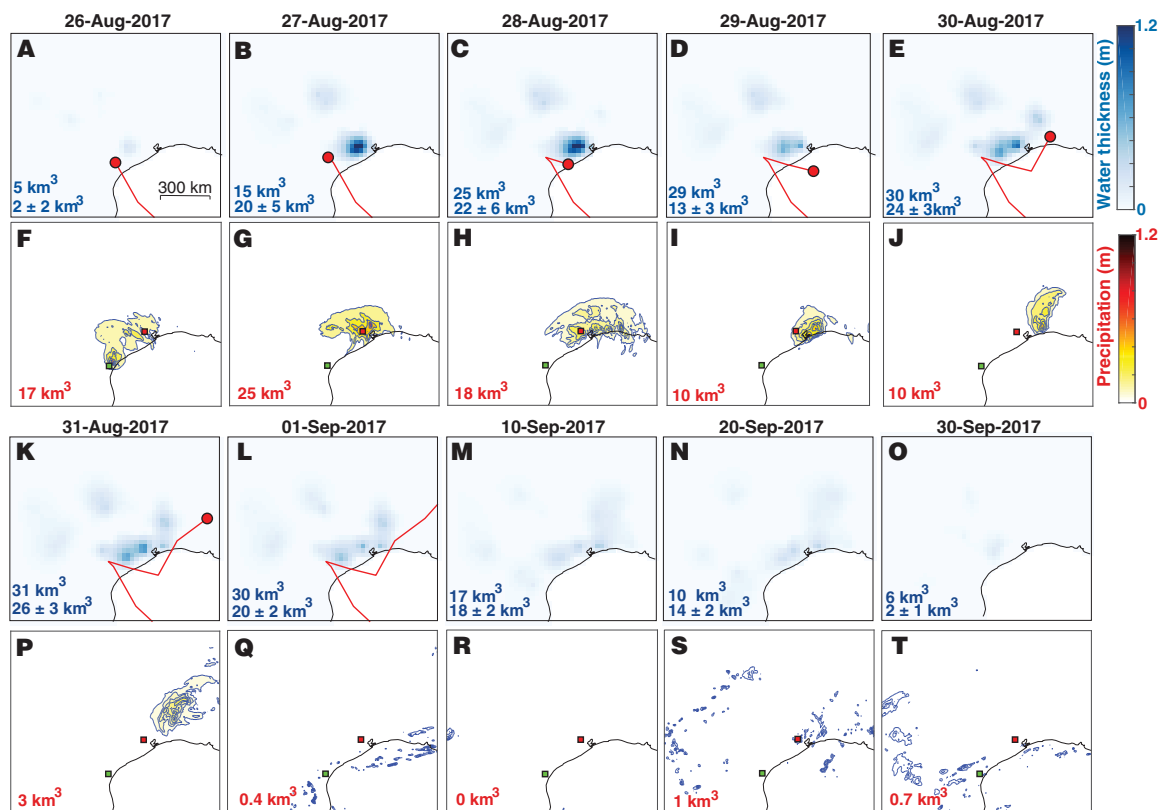 26-Aug-2017 27-Aug-2017 28-Aug-2017 29-Aug-2017 30-Aug-2017
A B C D E
300 km
5 km³ 15 km³ 25 km³ 29 km³ 30 km³
2 ± 2 km³ 20 ± 5 km³ 22 ± 6 km³ 13 ± 3 km³ 24 ± 3km³
1.2
Water thickness (m)
0
F G H I J
17 km³ 25 km³ 18 km³ 10 km³ 10 km³
1.2
Precipitation (m)
0
31-Aug-2017 01-Sep-2017 10-Sep-2017 20-Sep-2017 30-Sep-2017
K L M N O
31 km³ 30 km³ 17 km³ 10 km³ 6 km³
26 ± 3 km³ 20 ± 2 km³ 18 ± 2 km³ 14 ± 2 km³ 2 ± 1 km³
P Q R S T
3 km³ 0.4 km³ 0 km³ 1 km³ 0.7 km³